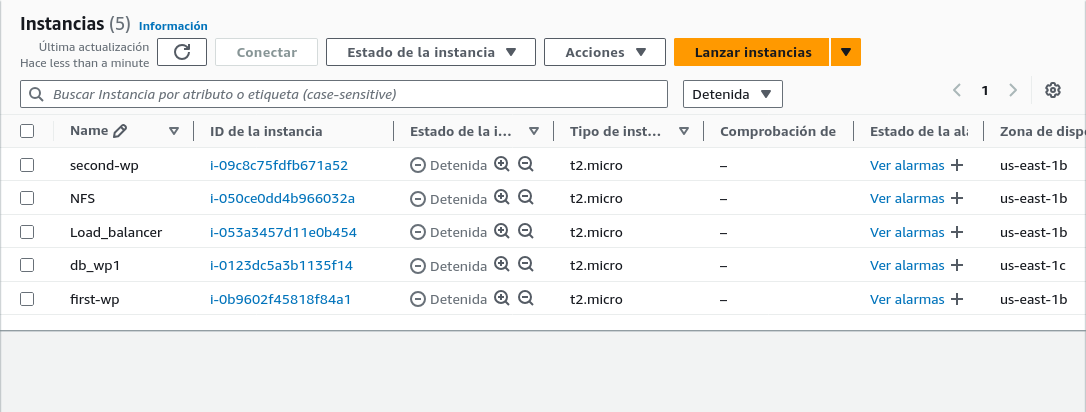 Instancias (5) Información
Última actualización
Hace less than a minute
Conectar
Estado de la instancia
Acciones
Lanzar instancias
Buscar Instancia por atributo o etiqueta (case-sensitive)
Detenida
1
Name ID de la instancia Estado de la i... Tipo de inst... Comprobación de Estado de la ala Zona de dispo
second-wp i-09c8c75fdfb671a52 Detenida t2.micro – Ver alarmas + us-east-1b
NFS i-050ce0dd4b966032a Detenida t2.micro – Ver alarmas + us-east-1b
Load_balancer i-053a3457d11e0b454 Detenida t2.micro – Ver alarmas + us-east-1b
db_wp1 i-0123dc5a3b1135f14 Detenida t2.micro – Ver alarmas + us-east-1c
first-wp i-0b9602f45818f84a1 Detenida t2.micro – Ver alarmas + us-east-1b